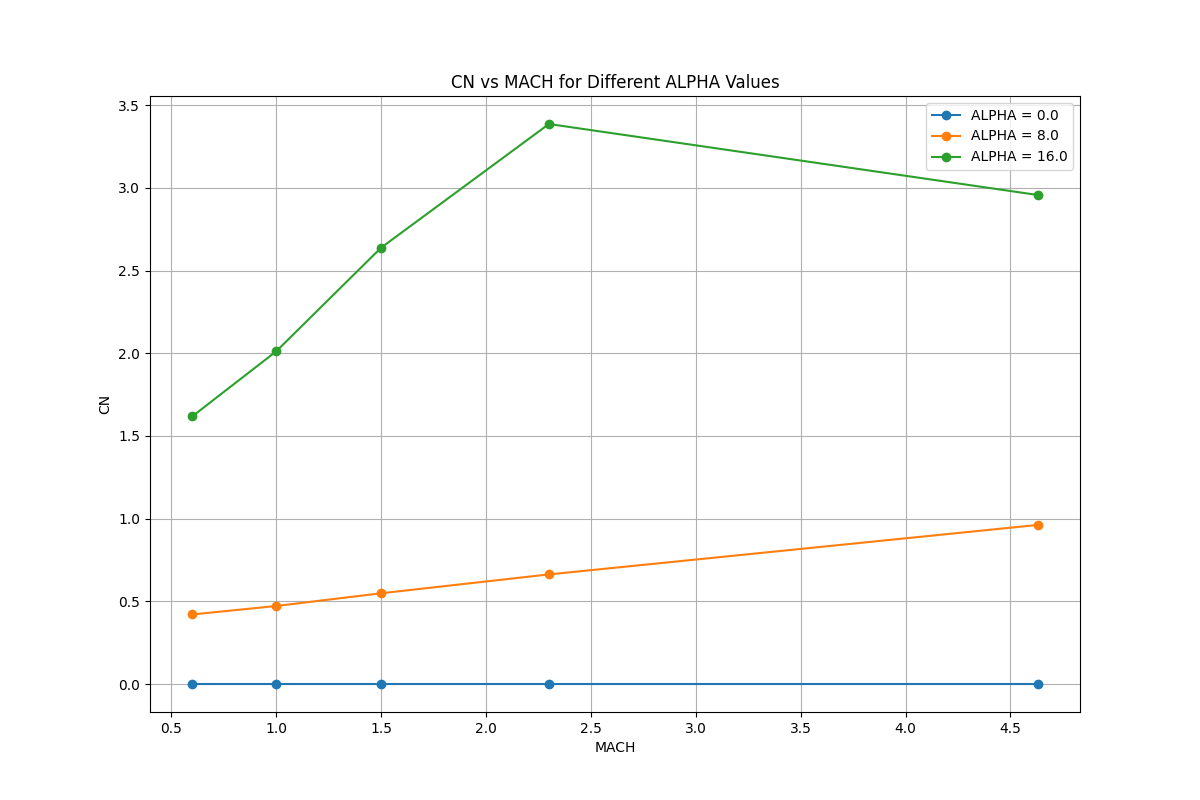 CN vs MACH for Different ALPHA Values
ALPHA = 0.0
ALPHA = 8.0
ALPHA = 16.0
3.5
3.0
2.5
2.0
1.5
1.0
0.5
0.0
CN
0.5 1.0 1.5 2.0 2.5 3.0 3.5 4.0 4.5
MACH